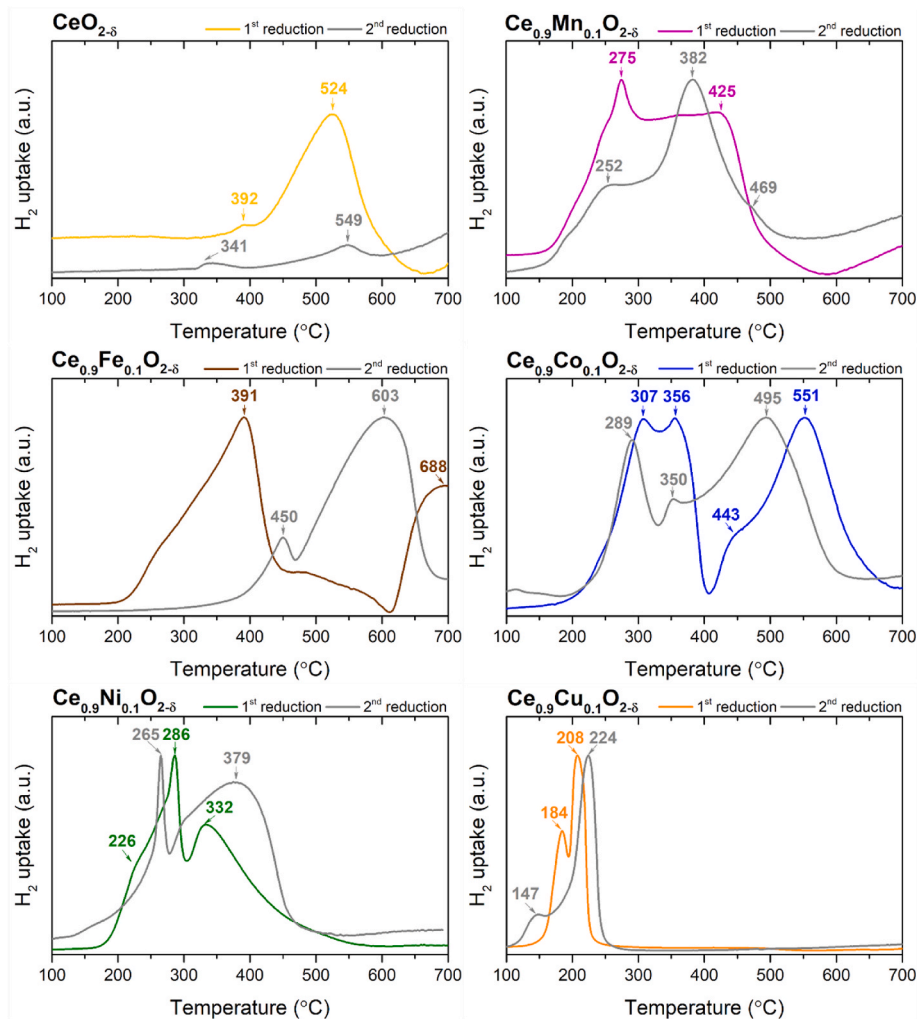 CeO2-δ
1st reduction 2nd reduction
524
392
341
549
H2 uptake (a.u.)
100 200 300 400 500 600 700
Temperature (°C)
Ce0.9Mn0.1O2-δ
1st reduction 2nd reduction
275
382
425
252
469
H2 uptake (a.u.)
100 200 300 400 500 600 700
Temperature (°C)
Ce0.9Fe0.1O2-δ
1st reduction 2nd reduction
391
603
688
450
H2 uptake (a.u.)
100 200 300 400 500 600 700
Temperature (°C)
Ce0.9Co0.1O2-δ
1st reduction 2nd reduction
307 356
495
551
289
350
443
H2 uptake (a.u.)
100 200 300 400 500 600 700
Temperature (°C)
Ce0.9Ni0.1O2-δ
1st reduction 2nd reduction
265 286
379
332
226
H2 uptake (a.u.)
100 200 300 400 500 600 700
Temperature (°C)
Ce0.9Cu0.1O2-δ
1st reduction 2nd reduction
208 224
184
147
H2 uptake (a.u.)
100 200 300 400 500 600 700
Temperature (°C)